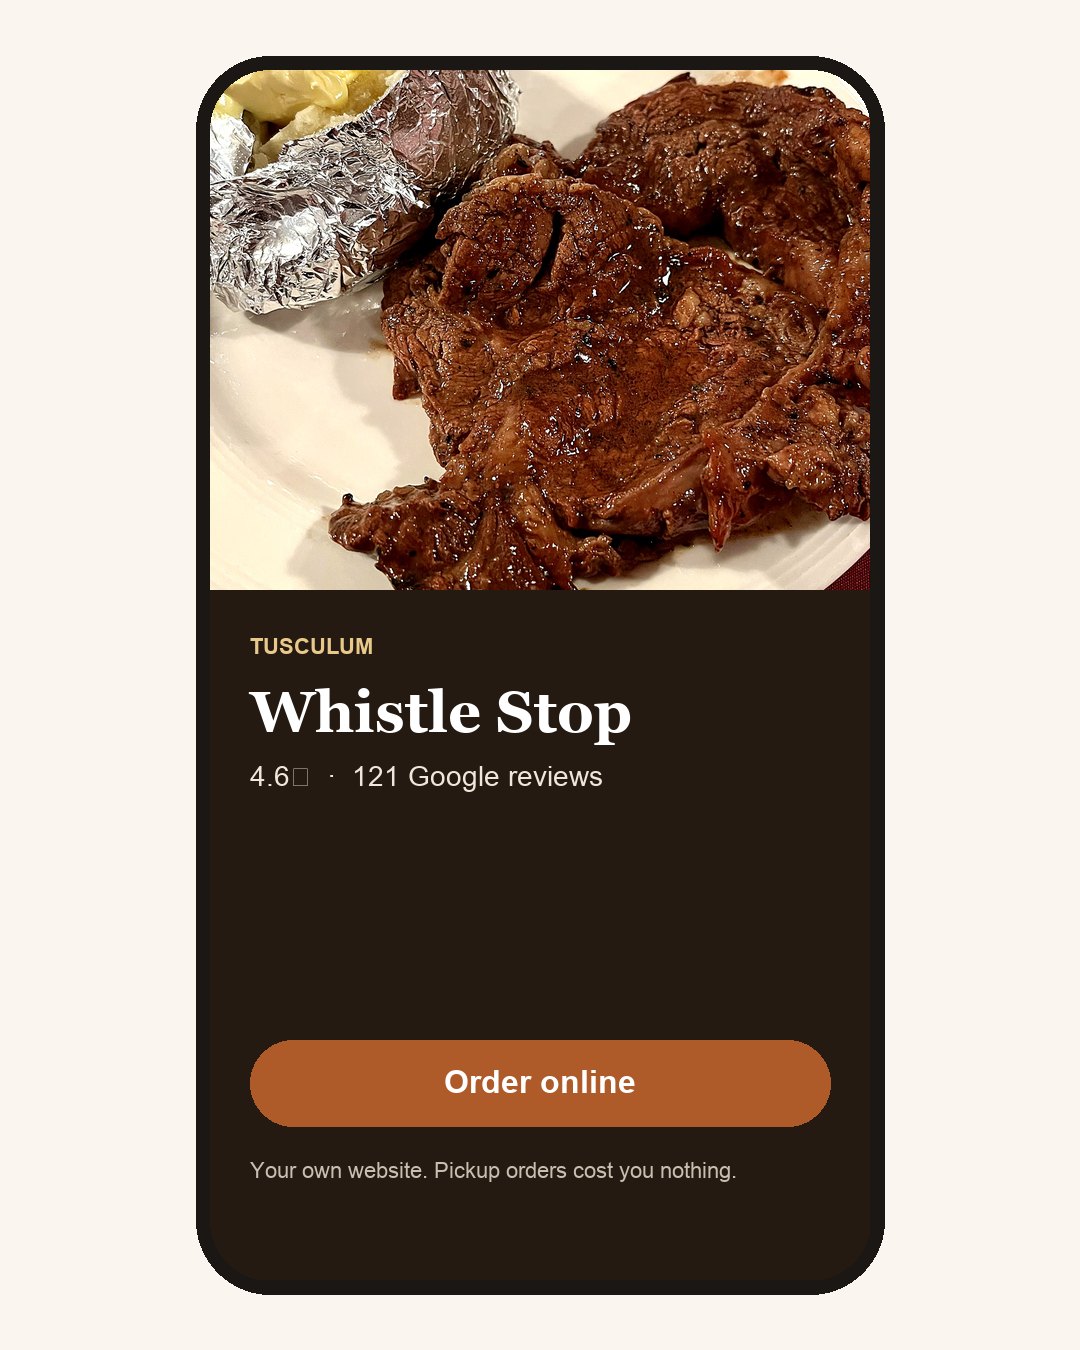 TUSCULUM
Whistle Stop
4.6□ · 121 Google reviews
Order online
Your own website. Pickup orders cost you nothing.